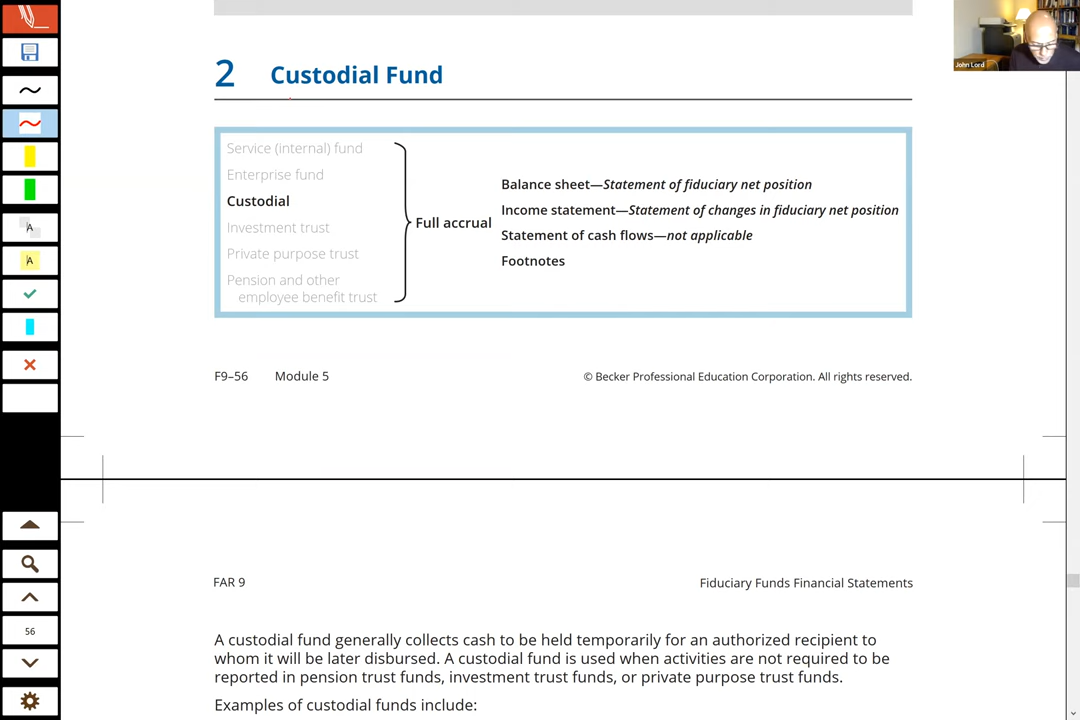 2 Custodial Fund
John Lord
Service (internal) fund
Enterprise fund
Custodial
Investment trust
Private purpose trust
Pension and other
employee benefit trust
Full accrual
Balance sheet—Statement of fiduciary net position
Income statement—Statement of changes in fiduciary net position
Statement of cash flows—not applicable
Footnotes
F9–56 Module 5 © Becker Professional Education Corporation. All rights reserved.
FAR 9 Fiduciary Funds Financial Statements
A custodial fund generally collects cash to be held temporarily for an authorized recipient to
whom it will be later disbursed. A custodial fund is used when activities are not required to be
reported in pension trust funds, investment trust funds, or private purpose trust funds.
Examples of custodial funds include:
A
A
56